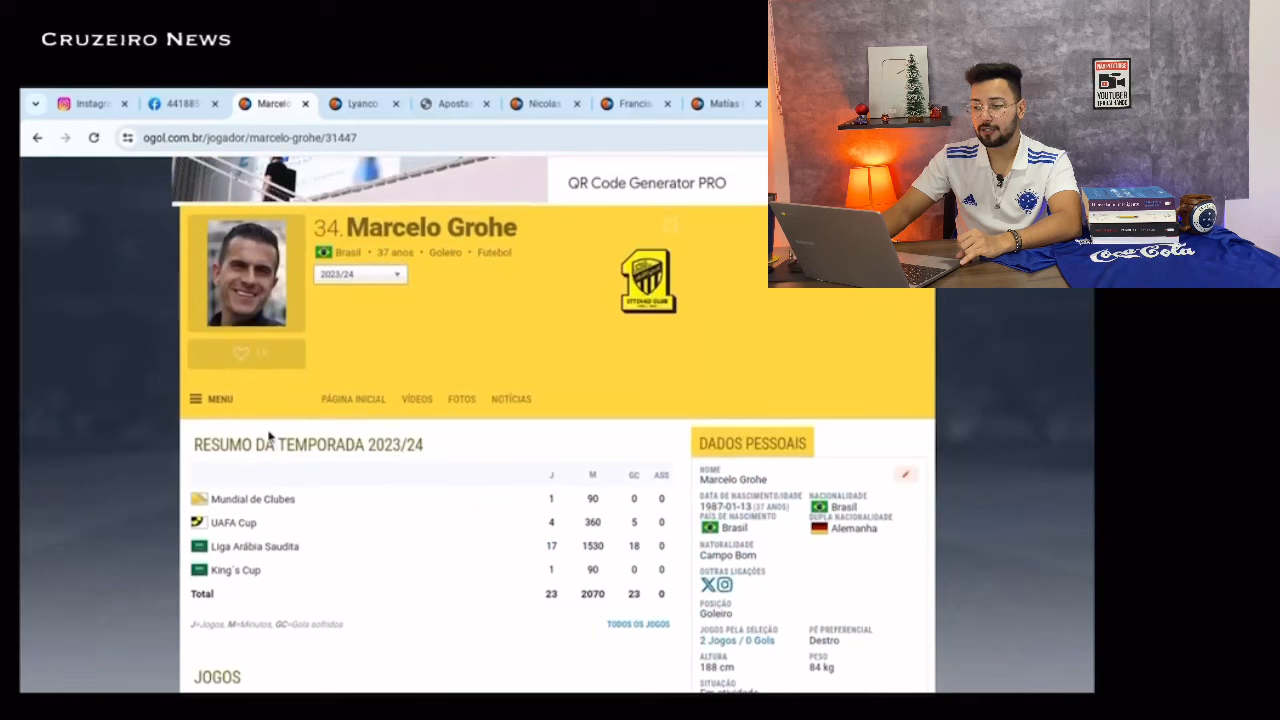 CRUZEIRO NEWS
Instagr
441885
Marcelo
Lyanco
Aposta
Nicolas
Francis
Matías
ogol.com.br/jogador/marcelo-grohe/31447
QR Code Generator PRO
34. Marcelo Grohe
Brasil • 37 anos • Goleiro • Futebol
2023/24
ITTIHAD CLUB
MENU
PÁGINA INICIAL VÍDEOS FOTOS NOTÍCIAS
RESUMO DA TEMPORADA 2023/24
J M GC ASS
Mundial de Clubes 1 90 0 0
UAFA Cup 4 360 5 0
Liga Arábia Saudita 17 1530 18 0
King´s Cup 1 90 0 0
Total 23 2070 23 0
J=Jogos, M=Minutos, GC=Gols sofridos
TODOS OS JOGOS
JOGOS
DADOS PESSOAIS
NOME
Marcelo Grohe
DATA DE NASCIMENTO/IDADE NACIONALIDADE
1987-01-13 (37 ANOS) Brasil
PAÍS DE NASCIMENTO DUPLA NACIONALIDADE
Brasil Alemanha
NATURALIDADE
Campo Bom
OUTRAS LIGAÇÕES
POSIÇÃO
Goleiro
JOGOS PELA SELEÇÃO PÉ PREFERENCIAL
2 Jogos / 0 Gols Destro
ALTURA PESO
188 cm 84 kg
SITUAÇÃO
Em atividade
YOUTUBER
TRABALHANDO
Coca-Cola